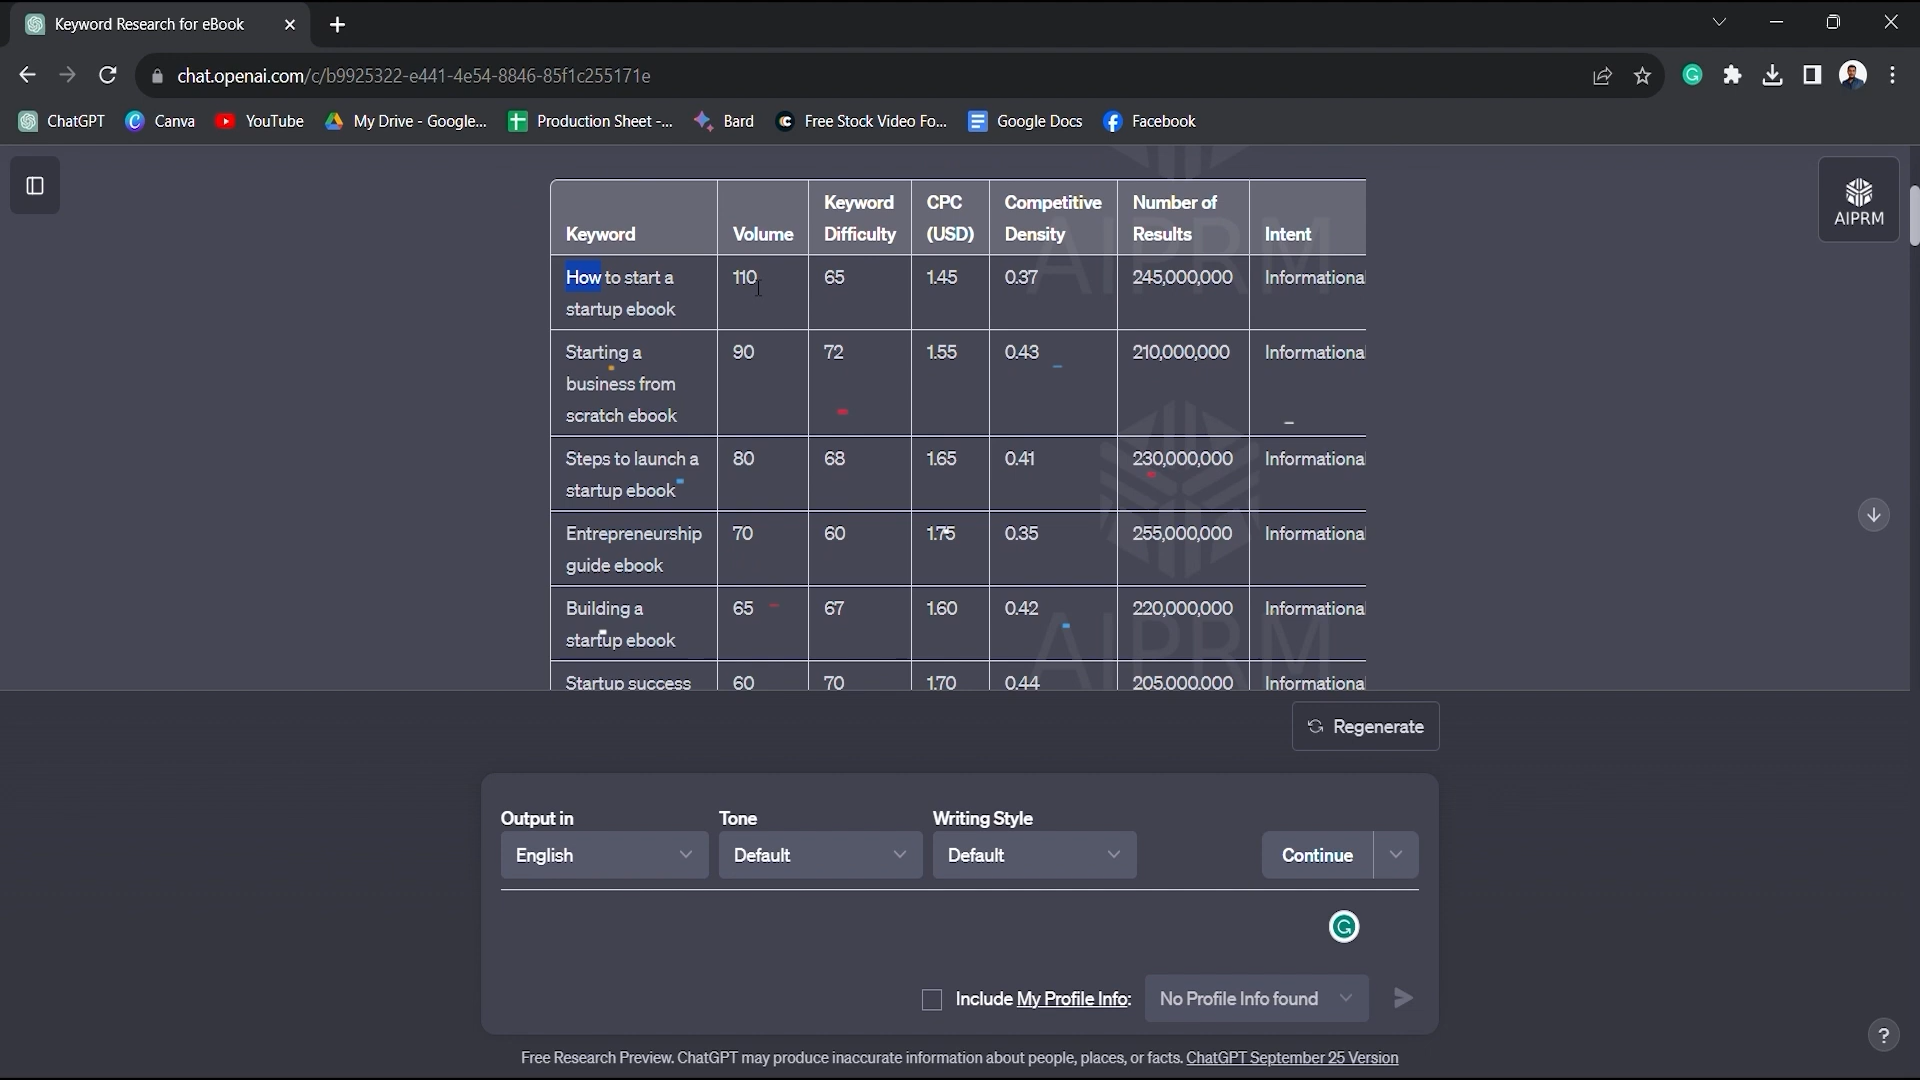 Keyword Research for eBook
chat.openai.com/c/b9925322-e441-4e54-8846-85f1c255171e
ChatGPT Canva YouTube My Drive - Google... Production Sheet -... Bard Free Stock Video Fo... Google Docs Facebook
AIPRM
Keyword Volume Keyword Difficulty CPC (USD) Competitive Density Number of Results Intent
How to start a startup ebook 110 65 1.45 0.37 245,000,000 Informational
Starting a business from scratch ebook 90 72 1.55 0.43 210,000,000 Informational
Steps to launch a startup ebook 80 68 1.65 0.41 230,000,000 Informational
Entrepreneurship guide ebook 70 60 1.75 0.35 255,000,000 Informational
Building a startup ebook 65 67 1.60 0.42 220,000,000 Informational
Startup success 60 70 1.70 0.44 205,000,000 Informational
AIPRM
AIPRM
Regenerate
Output in Tone Writing Style
English Default Default Continue
Include My Profile Info: No Profile Info found
Free Research Preview. ChatGPT may produce inaccurate information about people, places, or facts. ChatGPT September 25 Version
?